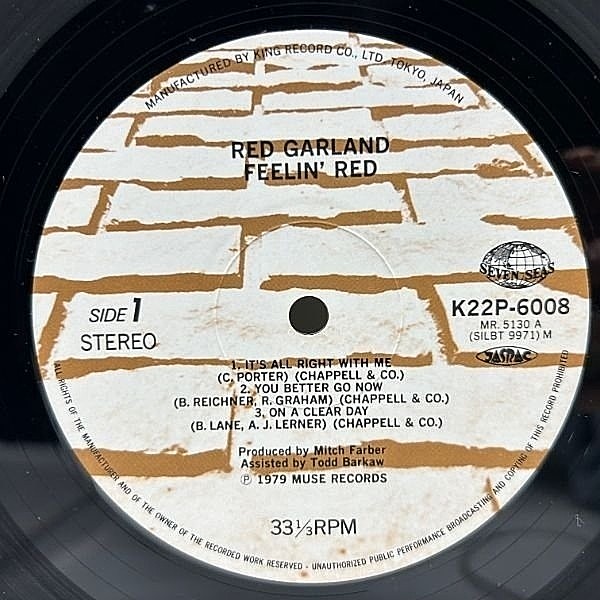 MANUFACTURED BY KING RECORD CO., LTD, TOKYO, JAPAN
RED GARLAND
FEELIN' RED
SEVEN SEAS
SIDE 1
STEREO
K22P-6008
MR. 5130 A
(SILBT 9971) M
JASRAC
1. IT'S ALL RIGHT WITH ME
(C. PORTER) (CHAPPELL & CO.)
2. YOU BETTER GO NOW
(B. REICHNER, R. GRAHAM) (CHAPPELL & CO.)
3. ON A CLEAR DAY
(B. LANE, A. J. LERNER) (CHAPPELL & CO.)
Produced by Mitch Farber
Assisted by Todd Barkaw
℗ 1979 MUSE RECORDS
33 1/3 RPM
ALL RIGHTS OF THE MANUFACTURER AND OF THE OWNER OF THE RECORDED WORK RESERVED - UNAUTHORIZED PUBLIC PERFORMANCE BROADCASTING AND COPYING OF THIS RECORD PROHIBITED